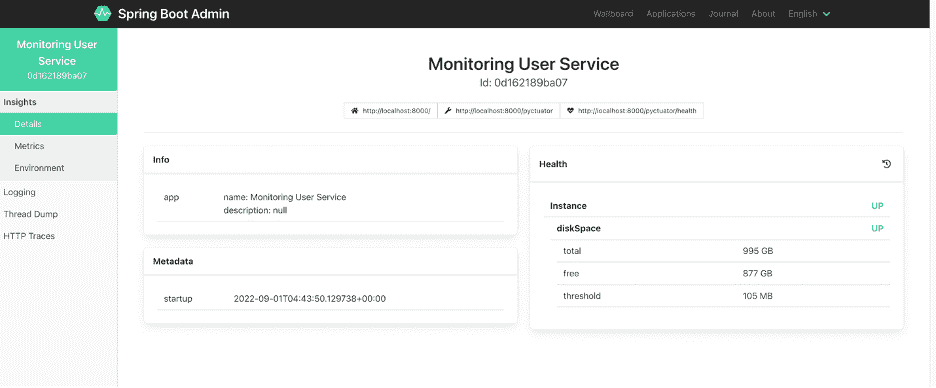 Spring Boot Admin
Wallboard Applications Journal About English
Monitoring User
Service
0d162189ba07
Insights
Details
Metrics
Environment
Logging
Thread Dump
HTTP Traces
Monitoring User Service
Id: 0d162189ba07
http://localhost:8000/ http://localhost:8000/pyctuator http://localhost:8000/pyctuator/health
Info
app name: Monitoring User Service
description: null
Metadata
startup 2022-09-01T04:43:50.129738+00:00
Health
Instance UP
diskSpace UP
total 995 GB
free 877 GB
threshold 105 MB